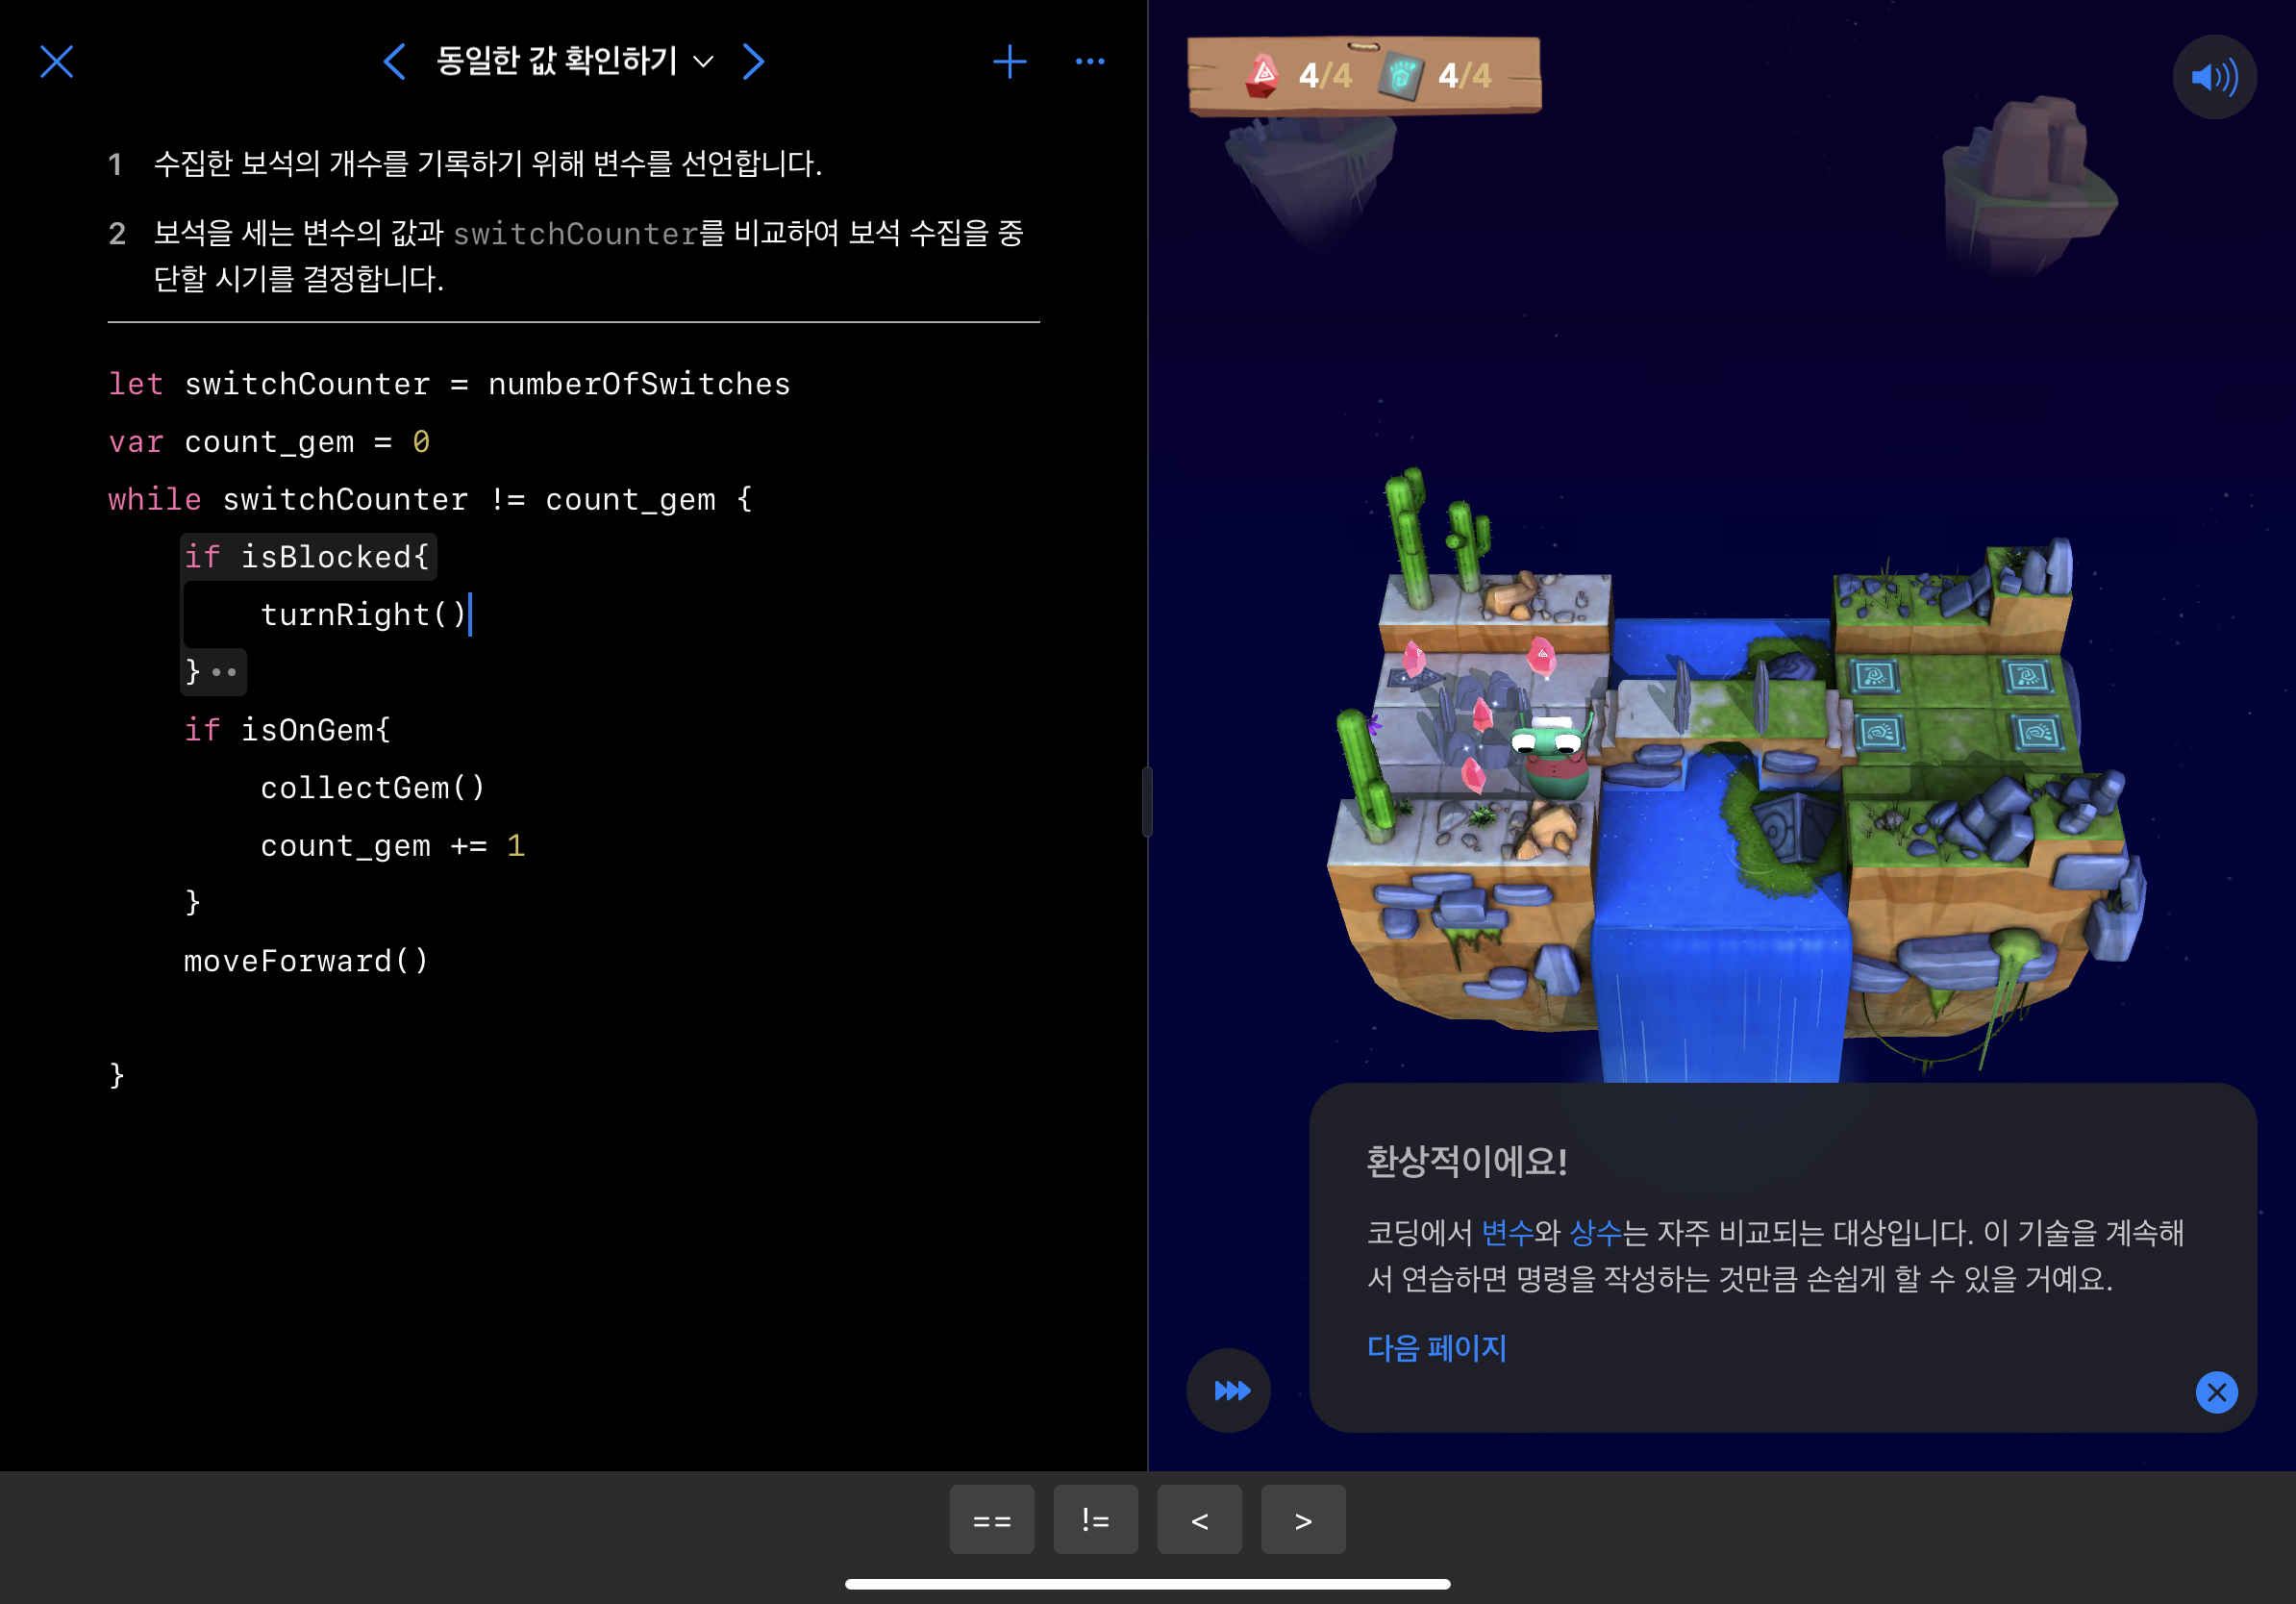 동일한 값 확인하기
1 수집한 보석의 개수를 기록하기 위해 변수를 선언합니다.
2 보석을 세는 변수의 값과 switchCounter를 비교하여 보석 수집을 중
단할 시기를 결정합니다.
let switchCounter = numberOfSwitches
var count_gem = 0
while switchCounter != count_gem {
if isBlocked{
turnRight()
}
if isOnGem{
collectGem()
count_gem += 1
}
moveForward()
}
4/4 4/4
환상적이에요!
코딩에서 변수와 상수는 자주 비교되는 대상입니다. 이 기술을 계속해
서 연습하면 명령을 작성하는 것만큼 손쉽게 할 수 있을 거예요.
다음 페이지
== != < >